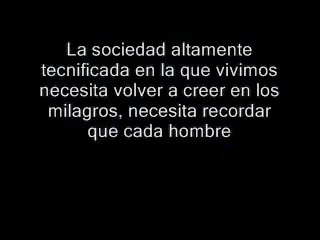 La sociedad altamente
tecnificada en la que vivimos
necesita volver a creer en los
milagros, necesita recordar
que cada hombre